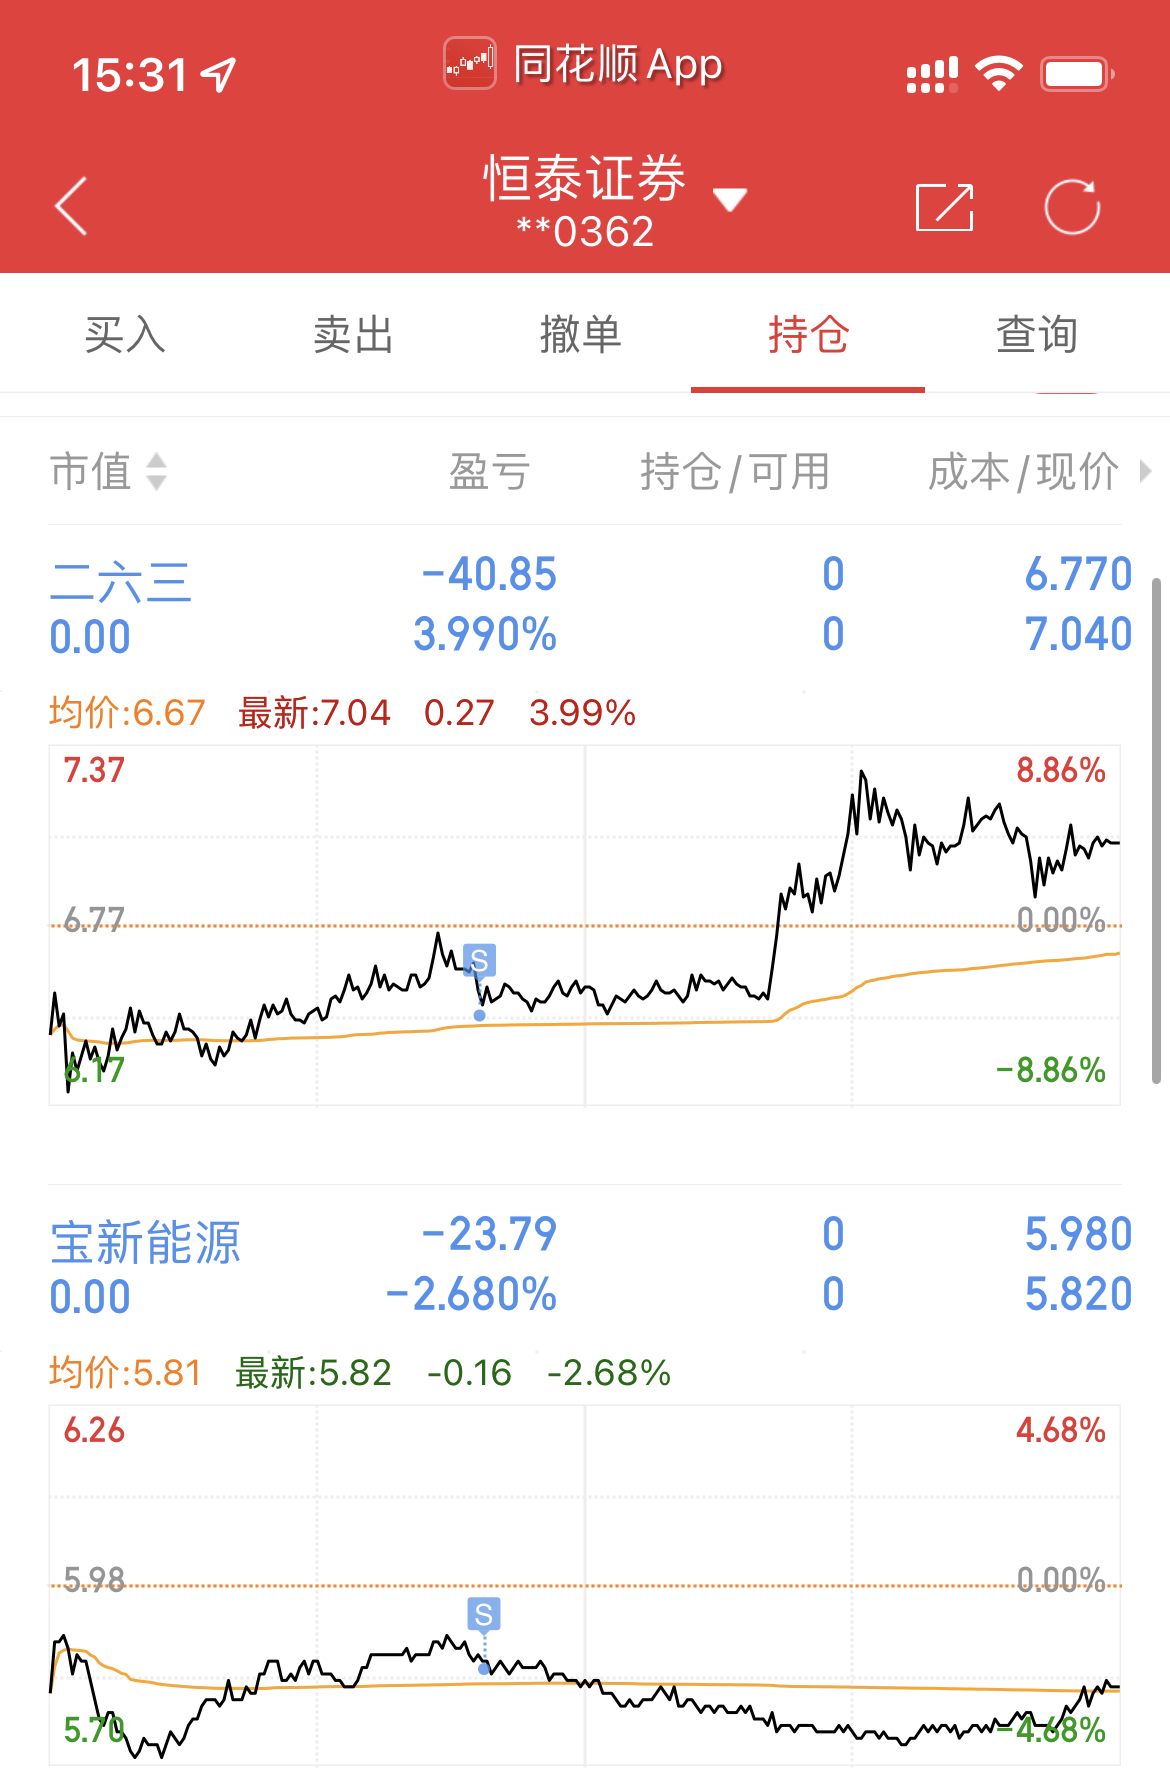 15:31
同花顺 App
恒泰证券
**0362
买入 卖出 撤单 持仓 查询
市值 盈亏 持仓/可用 成本/现价
二六三 -40.85 0 6.770
0.00 3.990% 0 7.040
均价:6.67 最新:7.04 0.27 3.99%
7.37 8.86%
6.77 0.00%
S
6.17 -8.86%
宝新能源 -23.79 0 5.980
0.00 -2.680% 0 5.820
均价:5.81 最新:5.82 -0.16 -2.68%
6.26 4.68%
5.98 0.00%
S
5.70 -4.68%